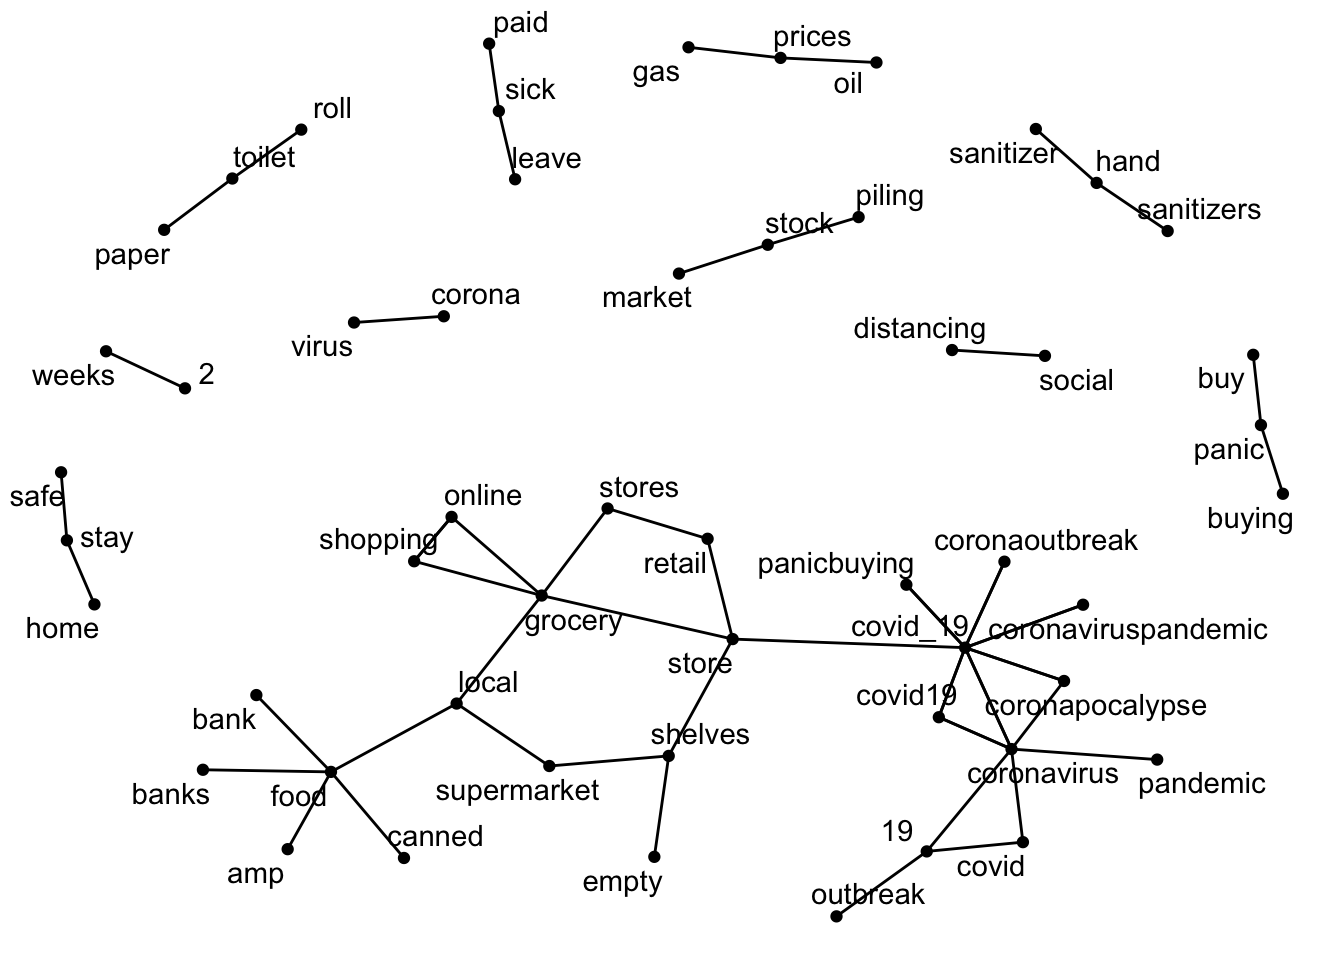 paid
prices
gas
oil
sick
roll
toilet
leave
sanitizer
hand
piling
sanitizers
stock
paper
corona
market
virus
distancing
social
weeks
2
buy
panic
safe
online
stores
buying
stay
shopping
coronaoutbreak
retail
panicbuying
home
grocery
covid_19
coronaviruspandemic
store
local
covid19
coronapocalypse
bank
shelves
coronavirus
pandemic
banks
food
supermarket
19
canned
covid
amp
empty
outbreak